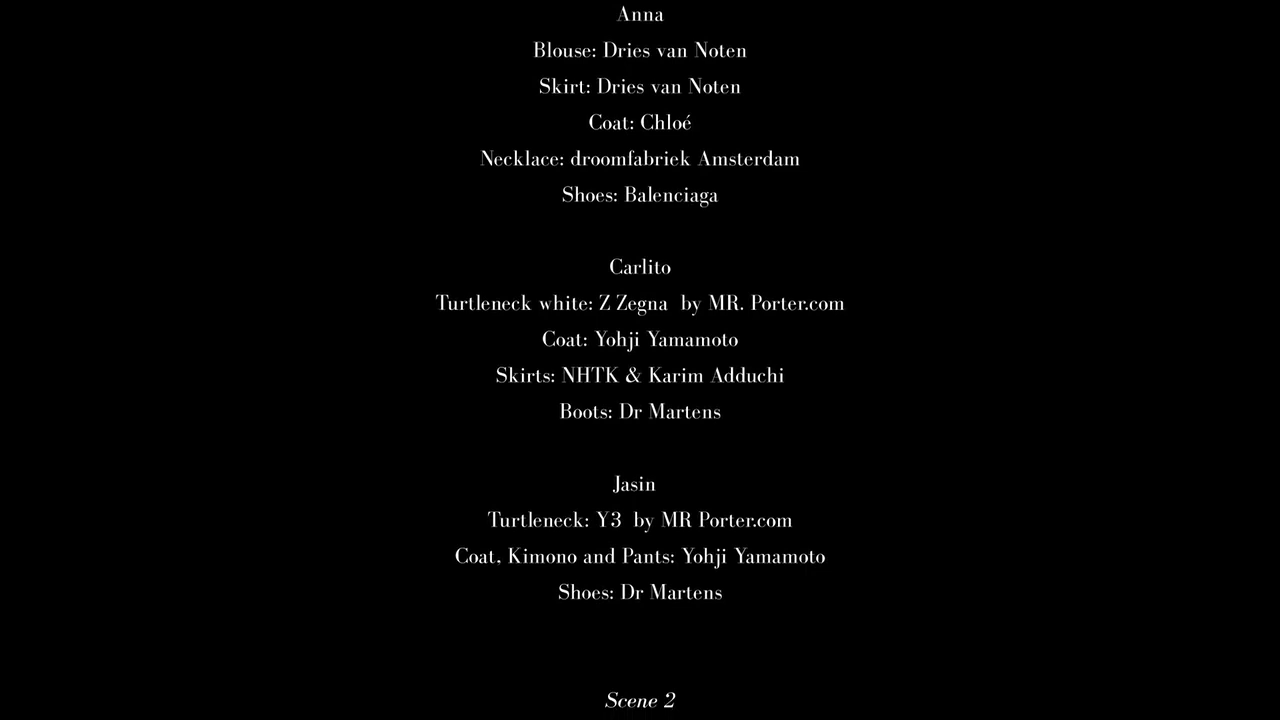 Anna
Blouse: Dries van Noten
Skirt: Dries van Noten
Coat: Chloé
Necklace: droomfabriek Amsterdam
Shoes: Balenciaga
Carlito
Turtleneck white: Z Zegna  by MR. Porter.com
Coat: Yohji Yamamoto
Skirts: NHTK & Karim Adduchi
Boots: Dr Martens
Jasin
Turtleneck: Y3  by MR Porter.com
Coat, Kimono and Pants: Yohji Yamamoto
Shoes: Dr Martens
Scene 2